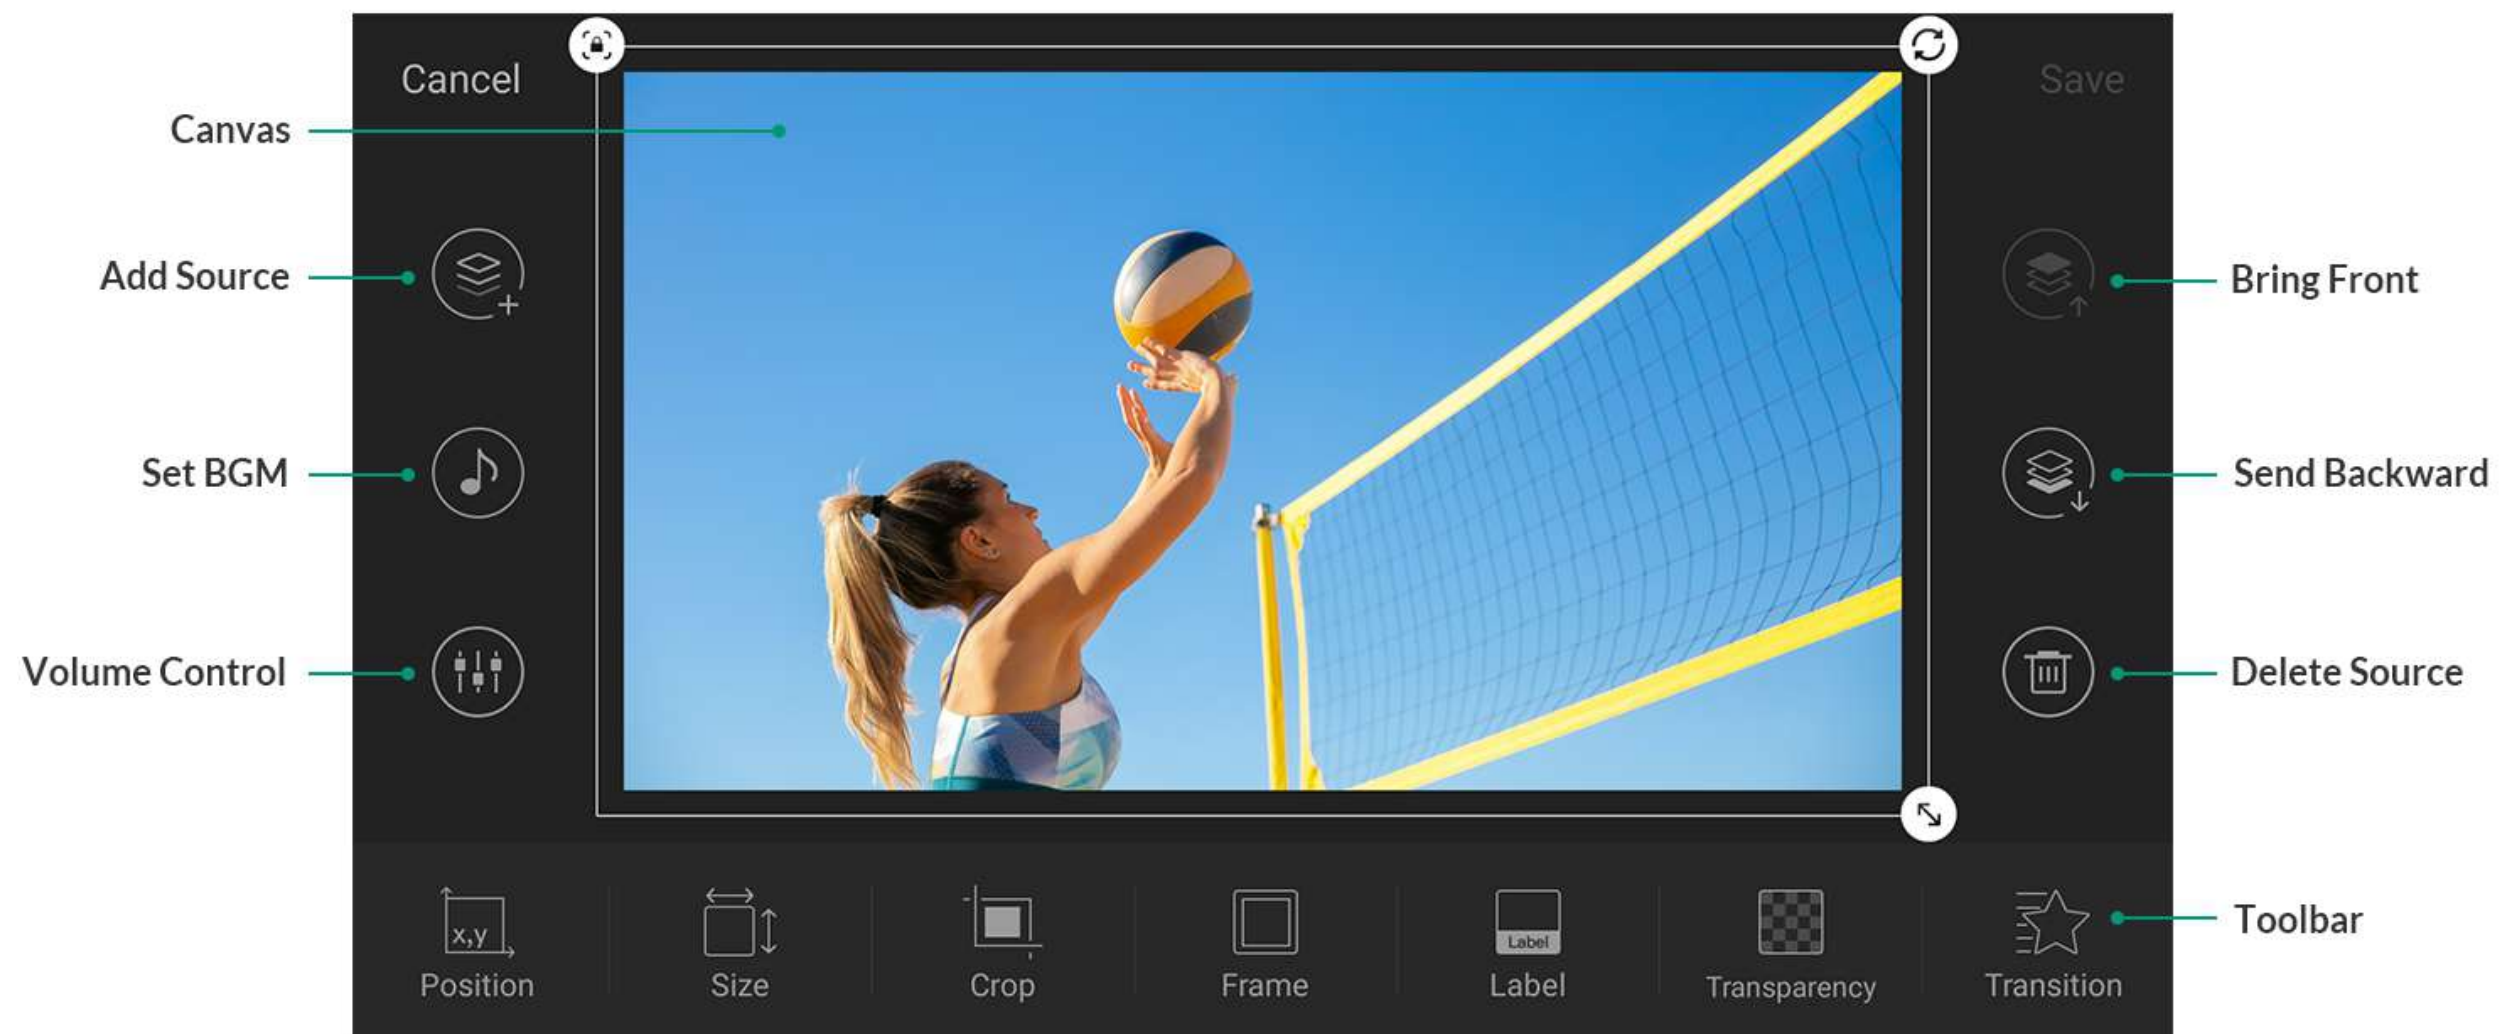 Cancel
Save
Canvas
Add Source
Bring Front
Set BGM
Send Backward
Volume Control
Delete Source
x,y
Label
Toolbar
Position
Size
Crop
Frame
Label
Transparency
Transition